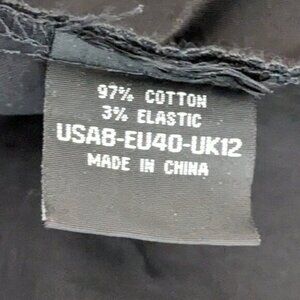 97% COTTON
3% ELASTIC
USA8-EU40-UK12
MADE IN CHINA